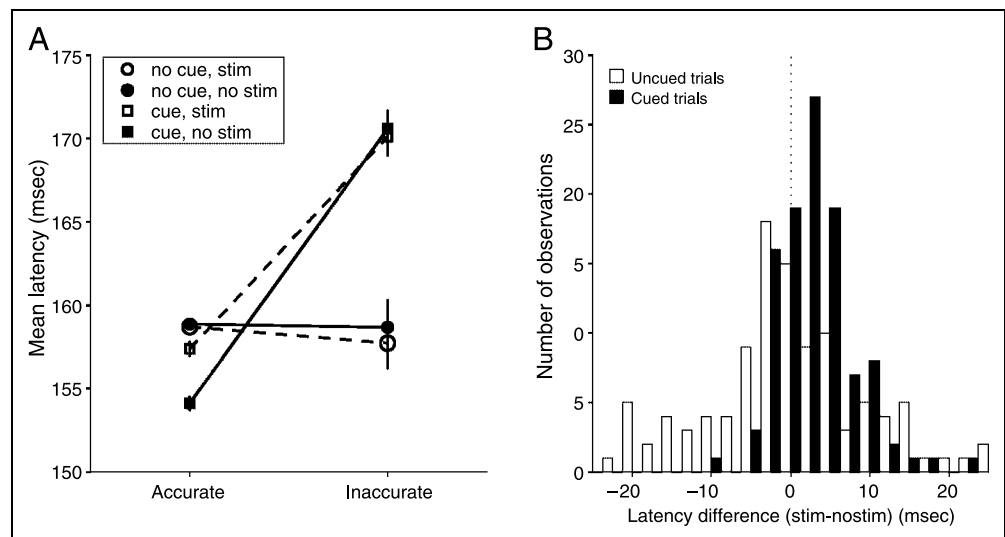 A
Mean latency (msec)
175
170
165
160
155
150
no cue, stim
no cue, no stim
cue, stim
cue, no stim
Accurate
Inaccurate
B
Number of observations
30
25
20
5
0
5
0
Uncued trials
Cued trials
−20
−10
0
10
20
Latency difference (stim-nostim) (msec)